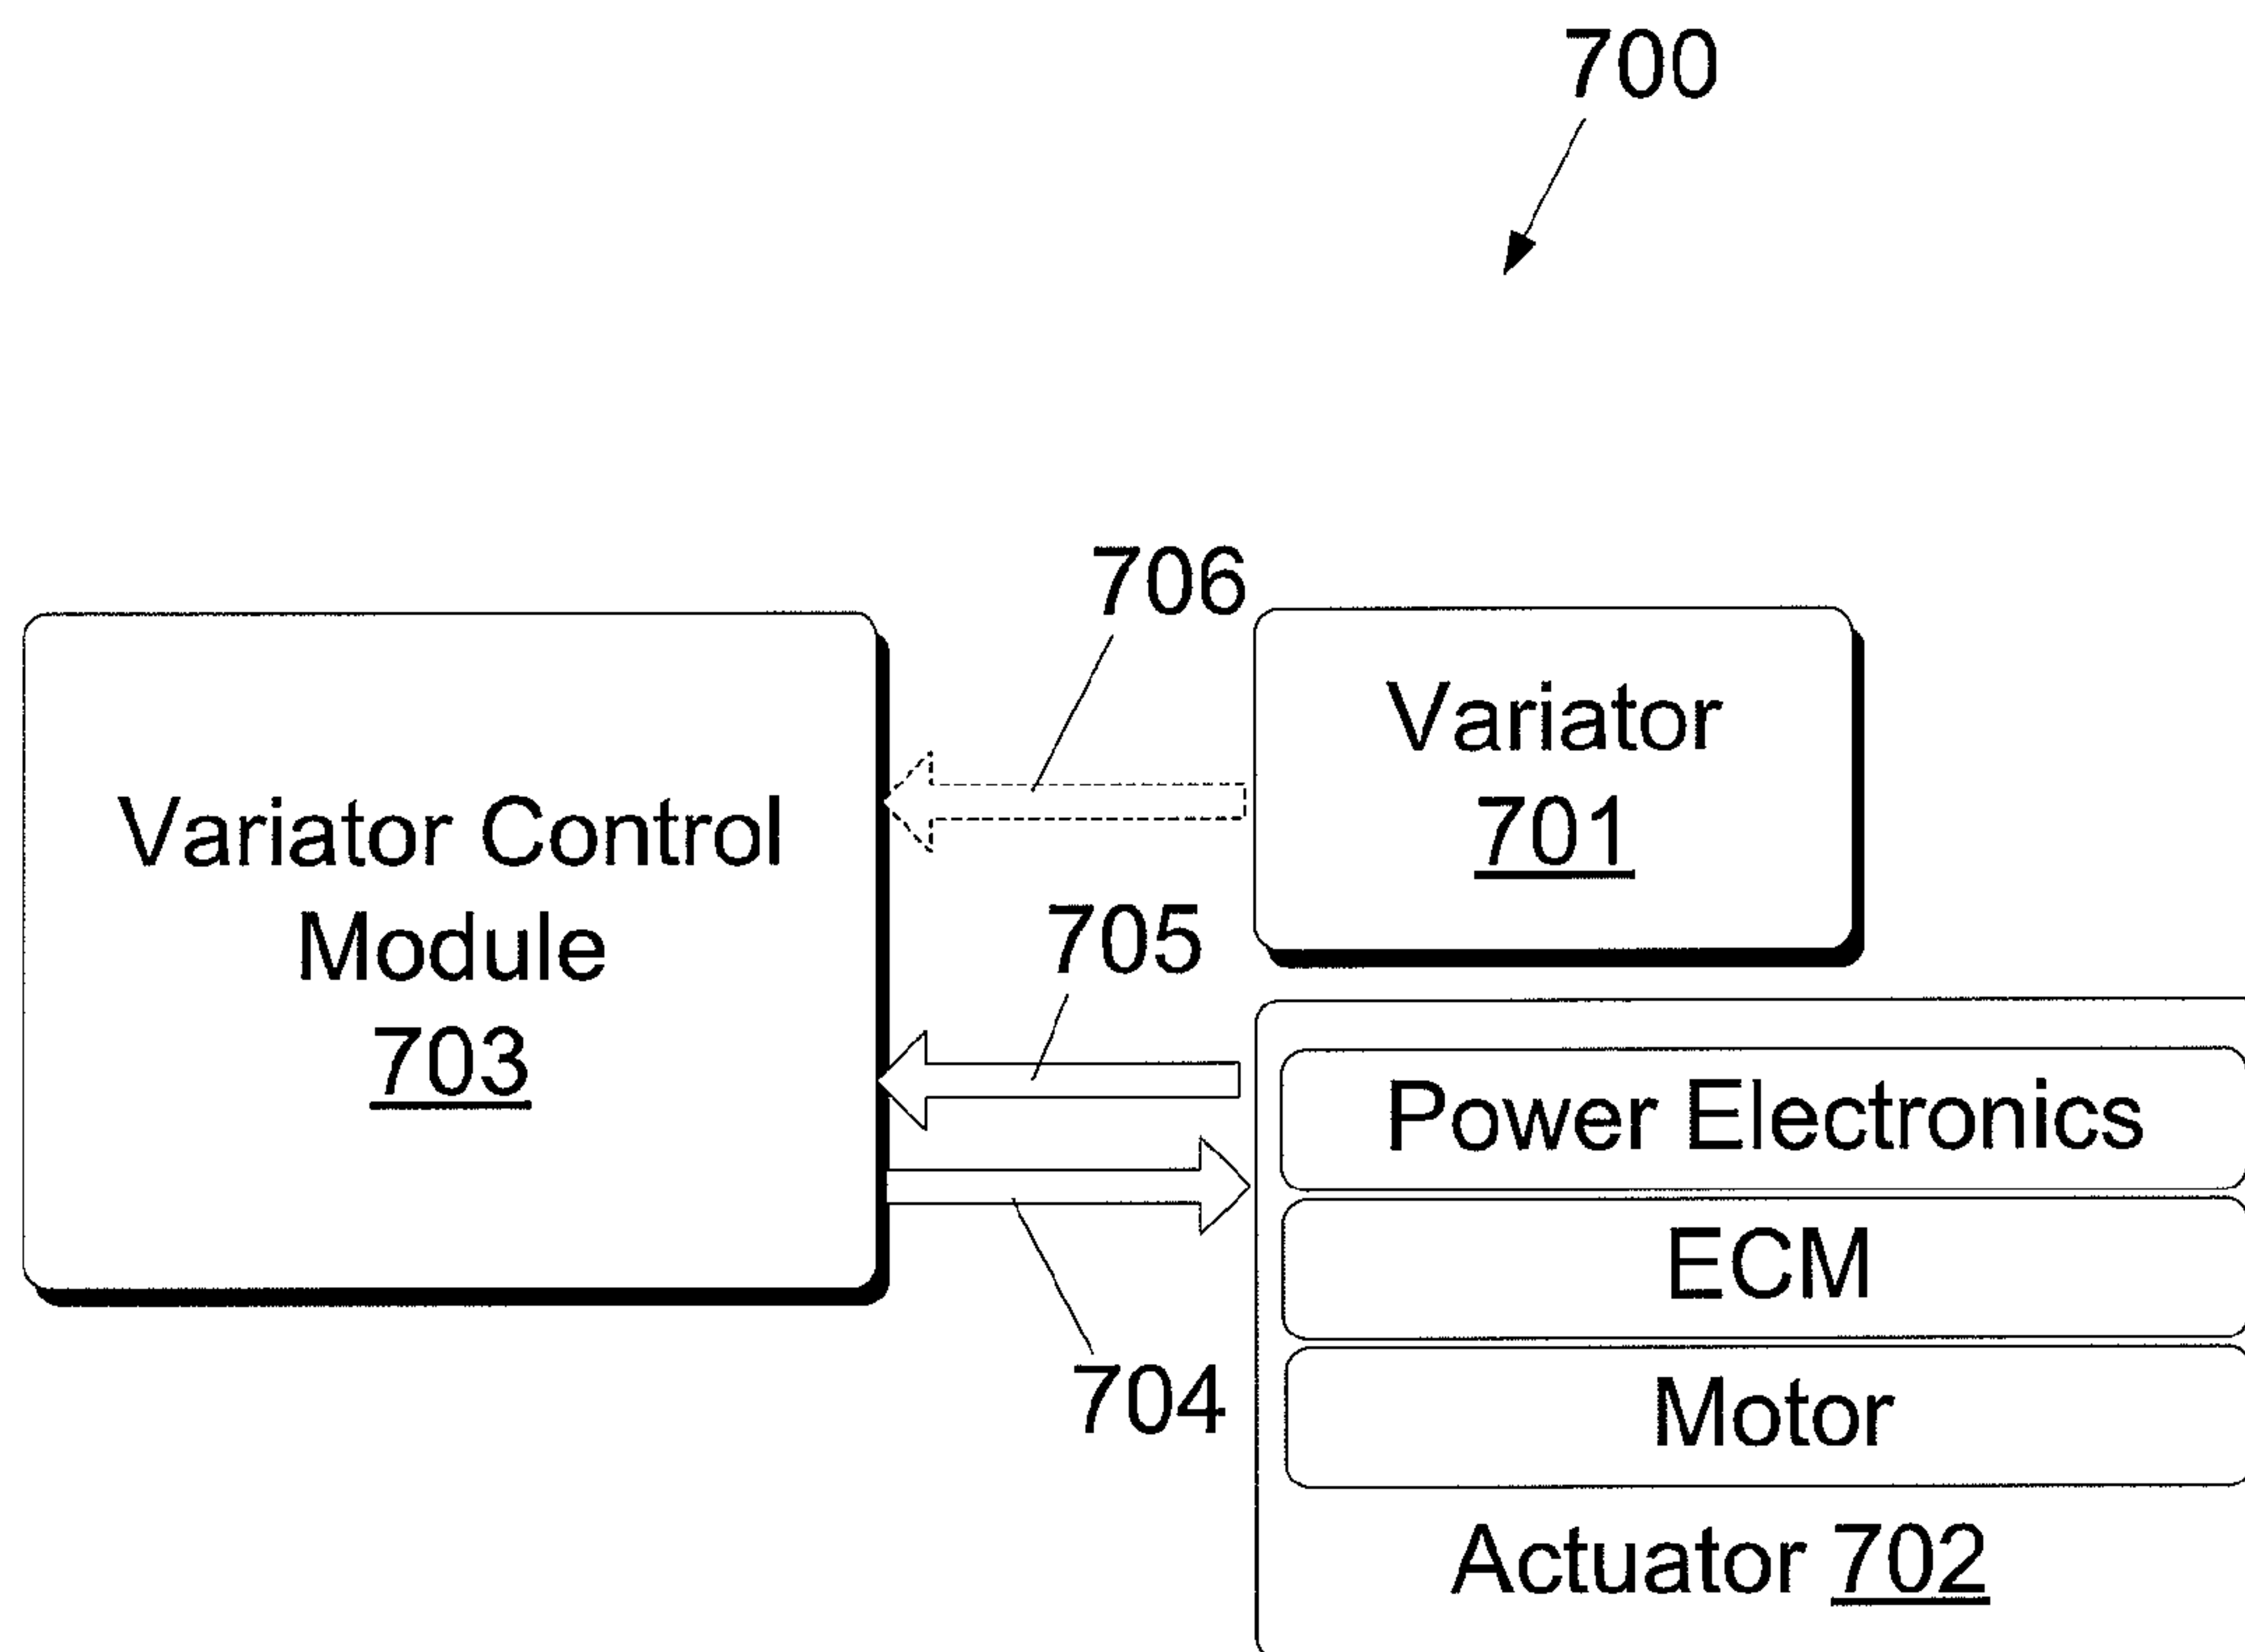 700
706
Variator
701
Variator Control
Module
703
705
Power Electronics
ECM
704
Motor
Actuator 702